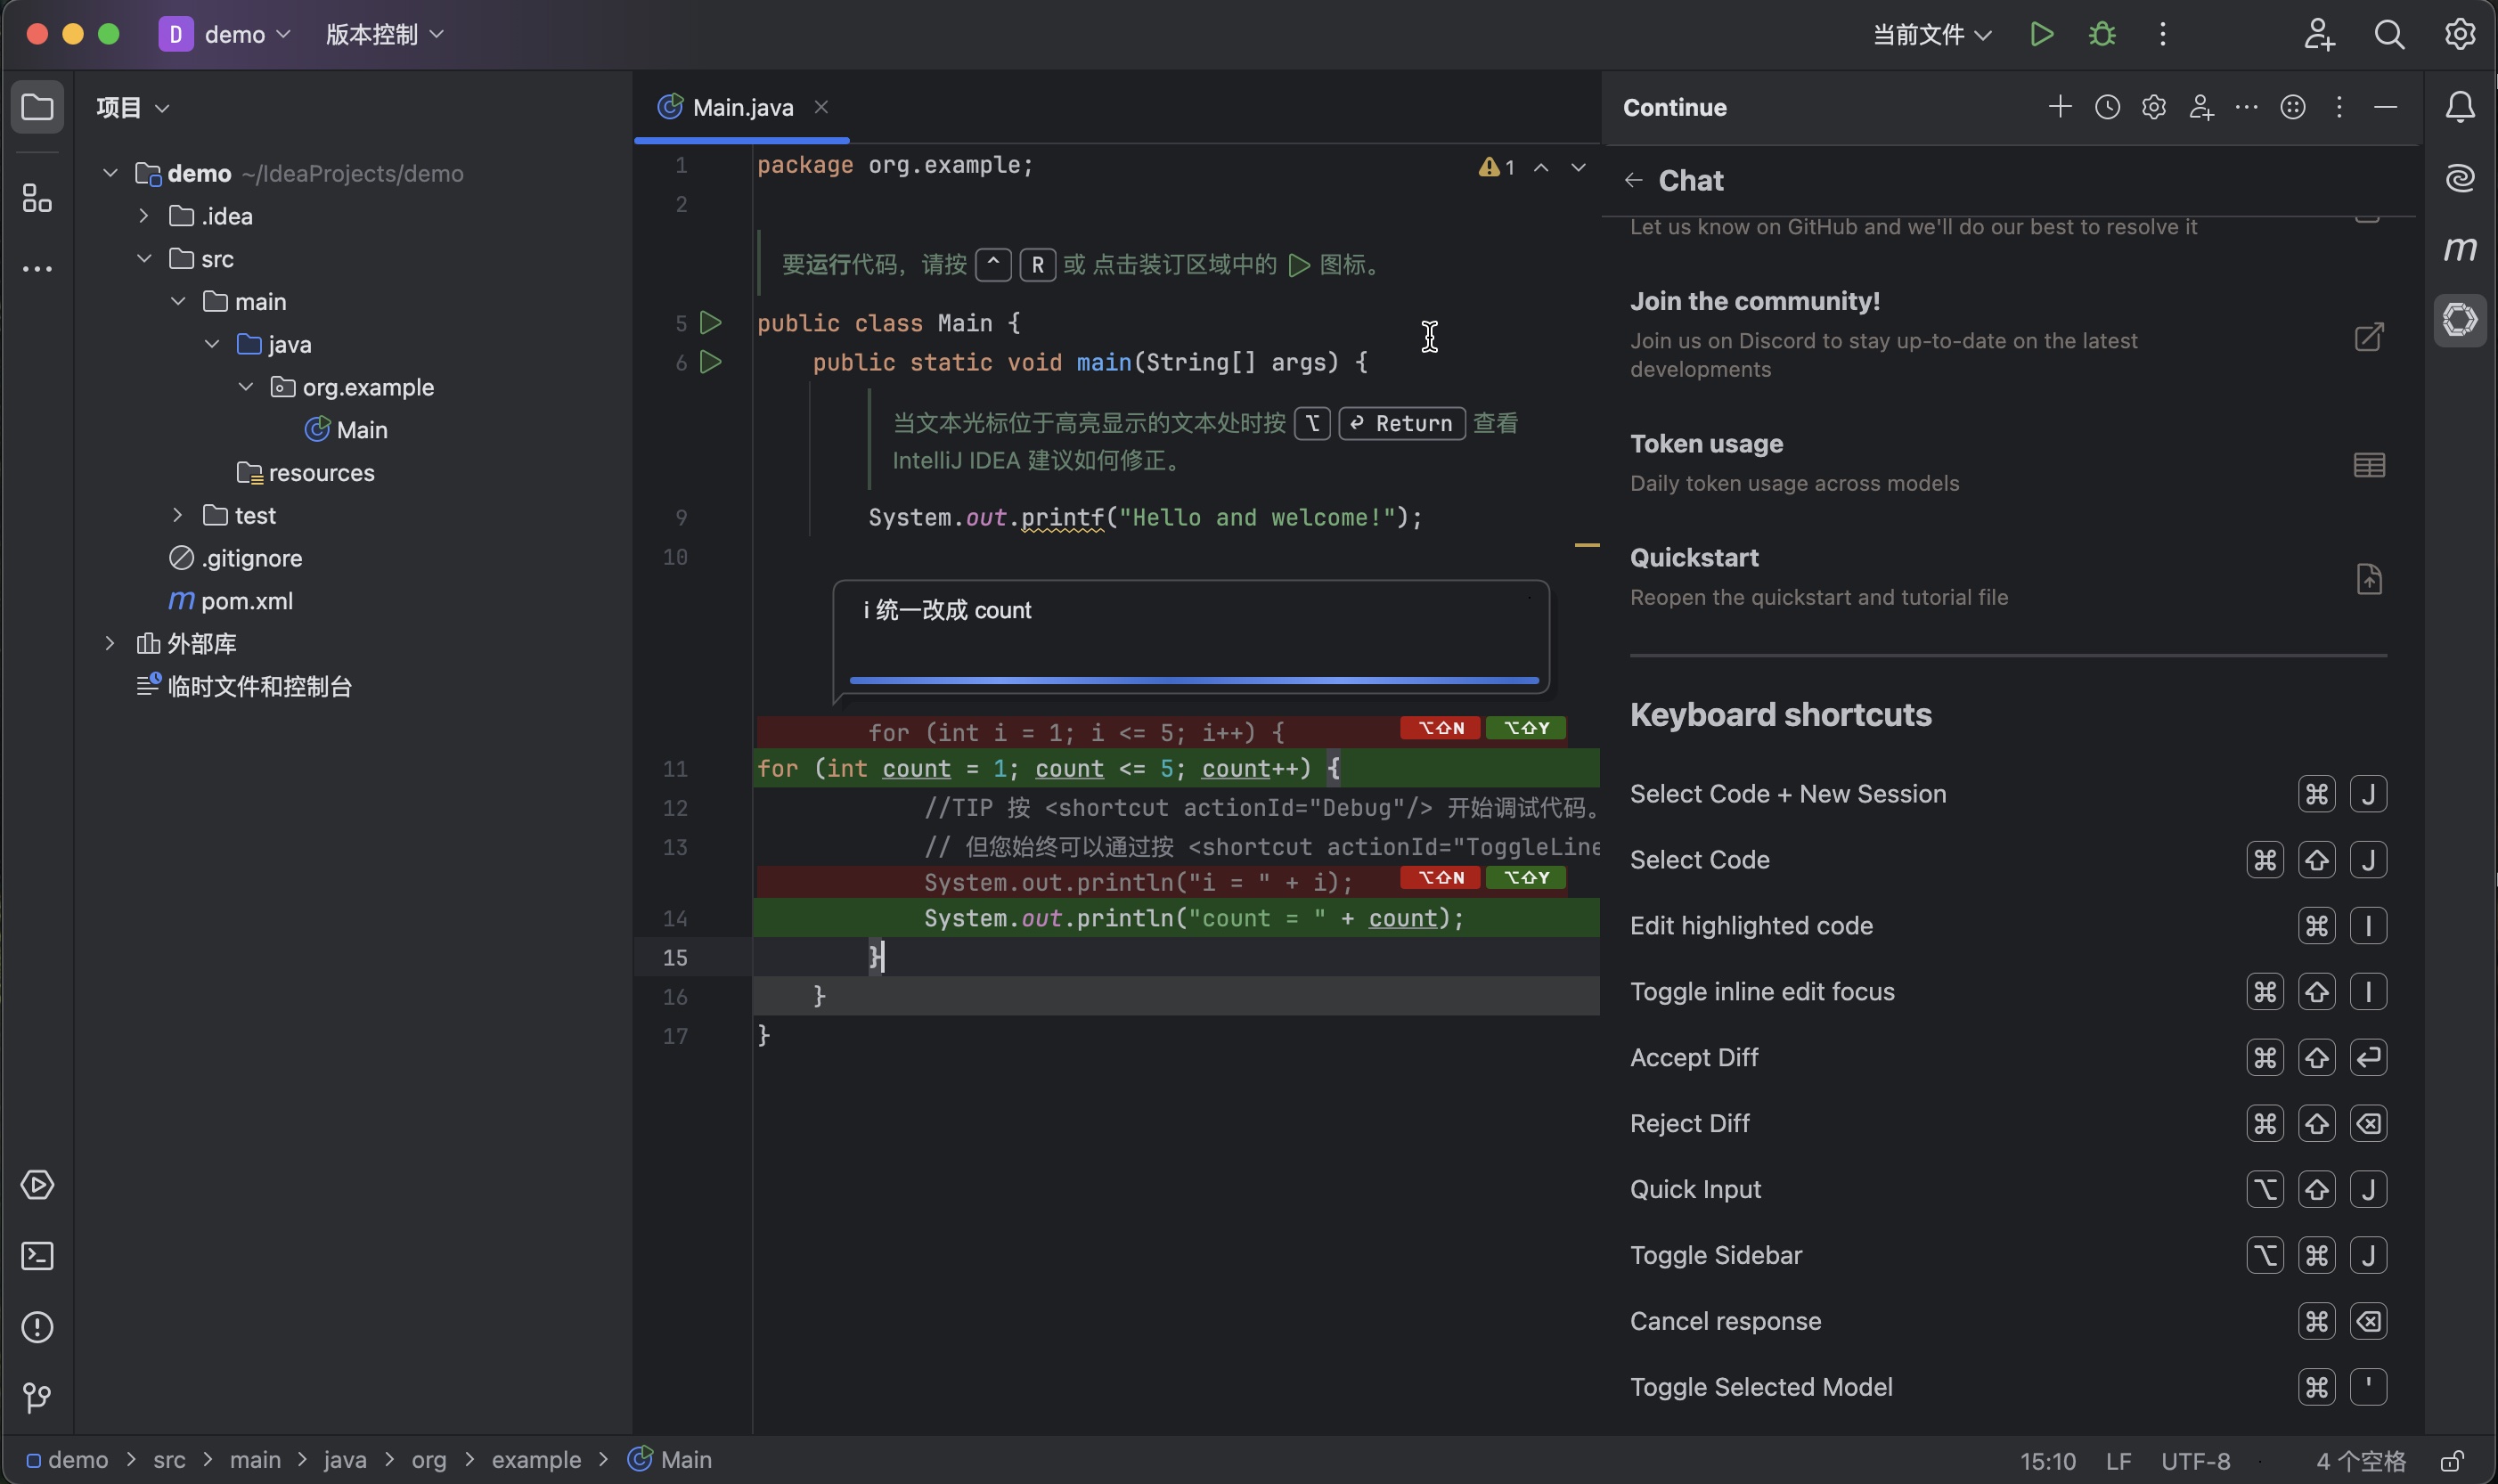 D demo 版本控制 当前文件
项目
demo ~/IdeaProjects/demo
.idea
src
main
java
org.example
Main
resources
test
.gitignore
m pom.xml
外部库
临时文件和控制台
Main.java
1 package org.example; 1
2
要运行代码，请按 ^ R 或 点击装订区域中的 图标。
5 public class Main {
6 public static void main(String[] args) {
当文本光标位于高亮显示的文本处时按 ⌥ ↩ Return 查看
IntelliJ IDEA 建议如何修正。
9 System.out.printf("Hello and welcome!");
10
i 统一改成 count
for (int i = 1; i <= 5; i++) { ⌥⇧N ⌥⇧Y
11 for (int count = 1; count <= 5; count++) {
12 //TIP 按 <shortcut actionId="Debug"/> 开始调试代码。
13 // 但您始终可以通过按 <shortcut actionId="ToggleLine
System.out.println("i = " + i); ⌥⇧N ⌥⇧Y
14 System.out.println("count = " + count);
15 }
16 }
17 }
Continue
Chat
Let us know on GitHub and we'll do our best to resolve it
Join the community!
Join us on Discord to stay up-to-date on the latest
developments
Token usage
Daily token usage across models
Quickstart
Reopen the quickstart and tutorial file
Keyboard shortcuts
Select Code + New Session ⌘ J
Select Code ⌘ ⇧ J
Edit highlighted code ⌘ I
Toggle inline edit focus ⌘ ⇧ I
Accept Diff ⌘ ⇧ ↩
Reject Diff ⌘ ⇧ ⌫
Quick Input ⌥ ⇧ J
Toggle Sidebar ⌥ ⌘ J
Cancel response ⌘ ⌫
Toggle Selected Model ⌘ '
m
demo > src > main > java > org > example > Main 15:10 LF UTF-8 4 个空格